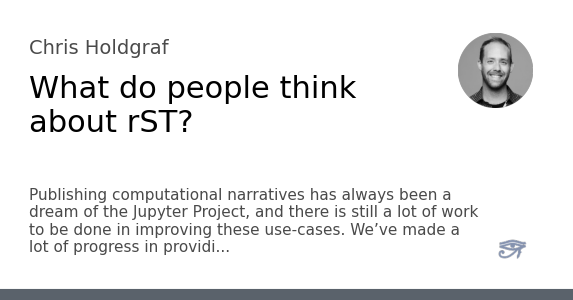 Chris Holdgraf
What do people think
about rST?
Publishing computational narratives has always been a
dream of the Jupyter Project, and there is still a lot of work
to be done in improving these use-cases. We’ve made a
lot of progress in providi...